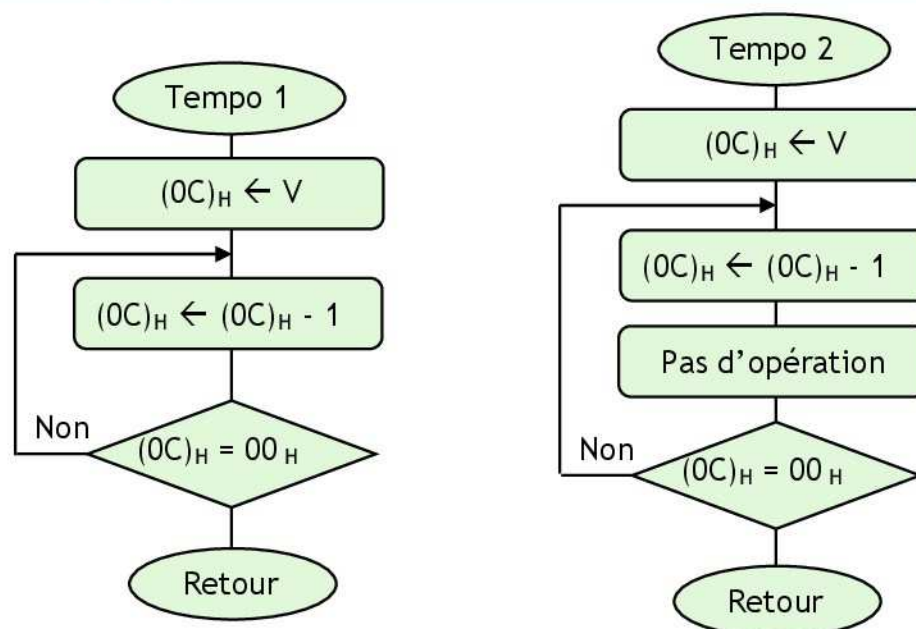 Tempo 1
(0C)H ← V
(0C)H ← (0C)H - 1
Non
(0C)H = 00 H
Retour
Tempo 2
(0C)H ← V
(0C)H ← (0C)H - 1
Pas d'opération
Non
(0C)H = 00 H
Retour